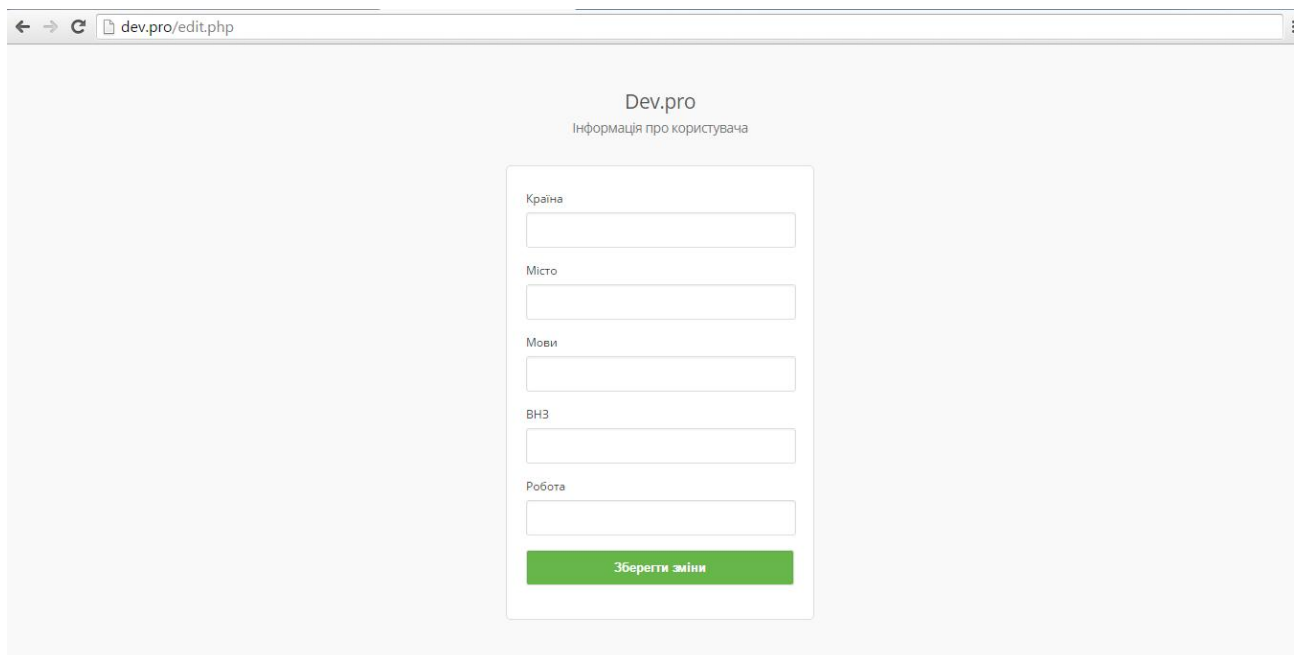 dev.pro/edit.php
Dev.pro
Інформація про користувача
Країна
Місто
Мови
ВНЗ
Робота
Зберегти зміни